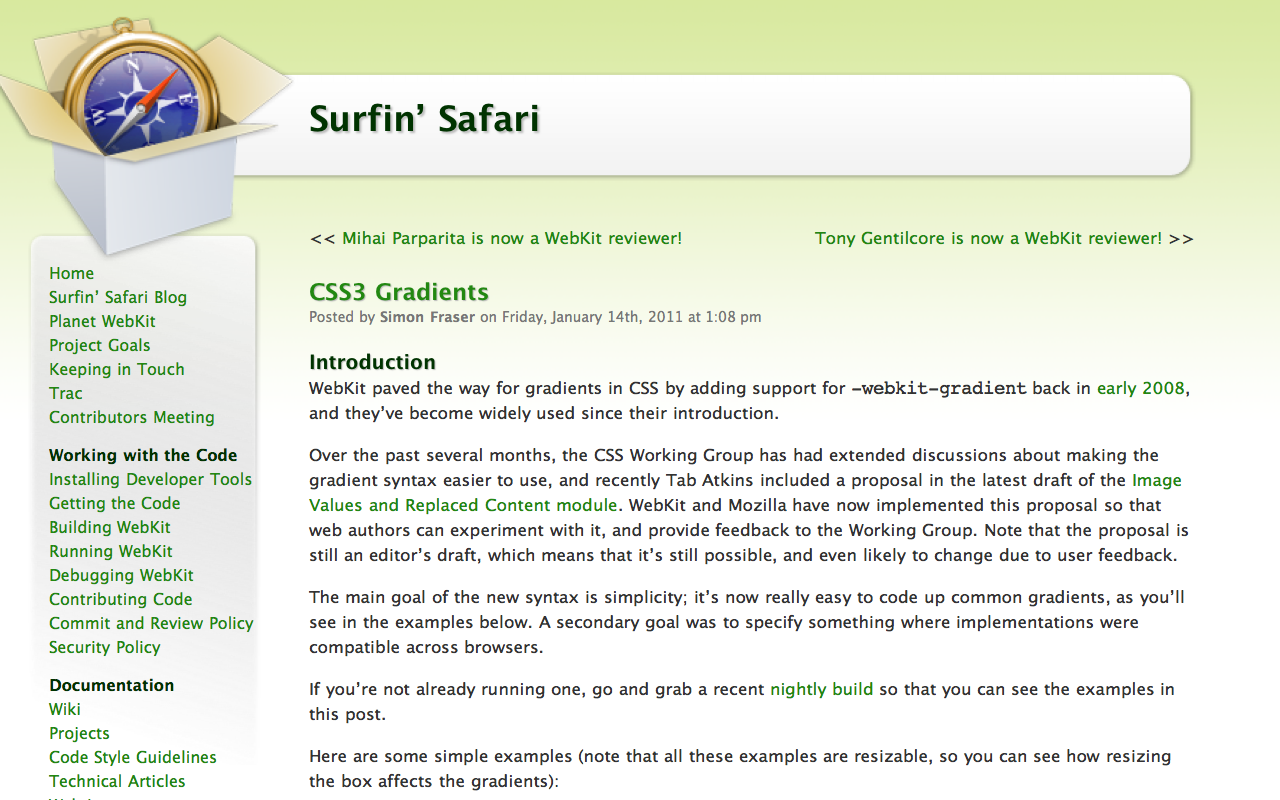 N
E
W
Surfin’ Safari
<< Mihai Parparita is now a WebKit reviewer!
Tony Gentilcore is now a WebKit reviewer! >>
Home
Surfin’ Safari Blog
Planet WebKit
Project Goals
Keeping in Touch
Trac
Contributors Meeting
Working with the Code
Installing Developer Tools
Getting the Code
Building WebKit
Running WebKit
Debugging WebKit
Contributing Code
Commit and Review Policy
Security Policy
Documentation
Wiki
Projects
Code Style Guidelines
Technical Articles
CSS3 Gradients
Posted by Simon Fraser on Friday, January 14th, 2011 at 1:08 pm
Introduction
WebKit paved the way for gradients in CSS by adding support for -webkit-gradient back in early 2008,
and they’ve become widely used since their introduction.
Over the past several months, the CSS Working Group has had extended discussions about making the
gradient syntax easier to use, and recently Tab Atkins included a proposal in the latest draft of the Image
Values and Replaced Content module. WebKit and Mozilla have now implemented this proposal so that
web authors can experiment with it, and provide feedback to the Working Group. Note that the proposal is
still an editor’s draft, which means that it’s still possible, and even likely to change due to user feedback.
The main goal of the new syntax is simplicity; it’s now really easy to code up common gradients, as you’ll
see in the examples below. A secondary goal was to specify something where implementations were
compatible across browsers.
If you’re not already running one, go and grab a recent nightly build so that you can see the examples in
this post.
Here are some simple examples (note that all these examples are resizable, so you can see how resizing
the box affects the gradients):